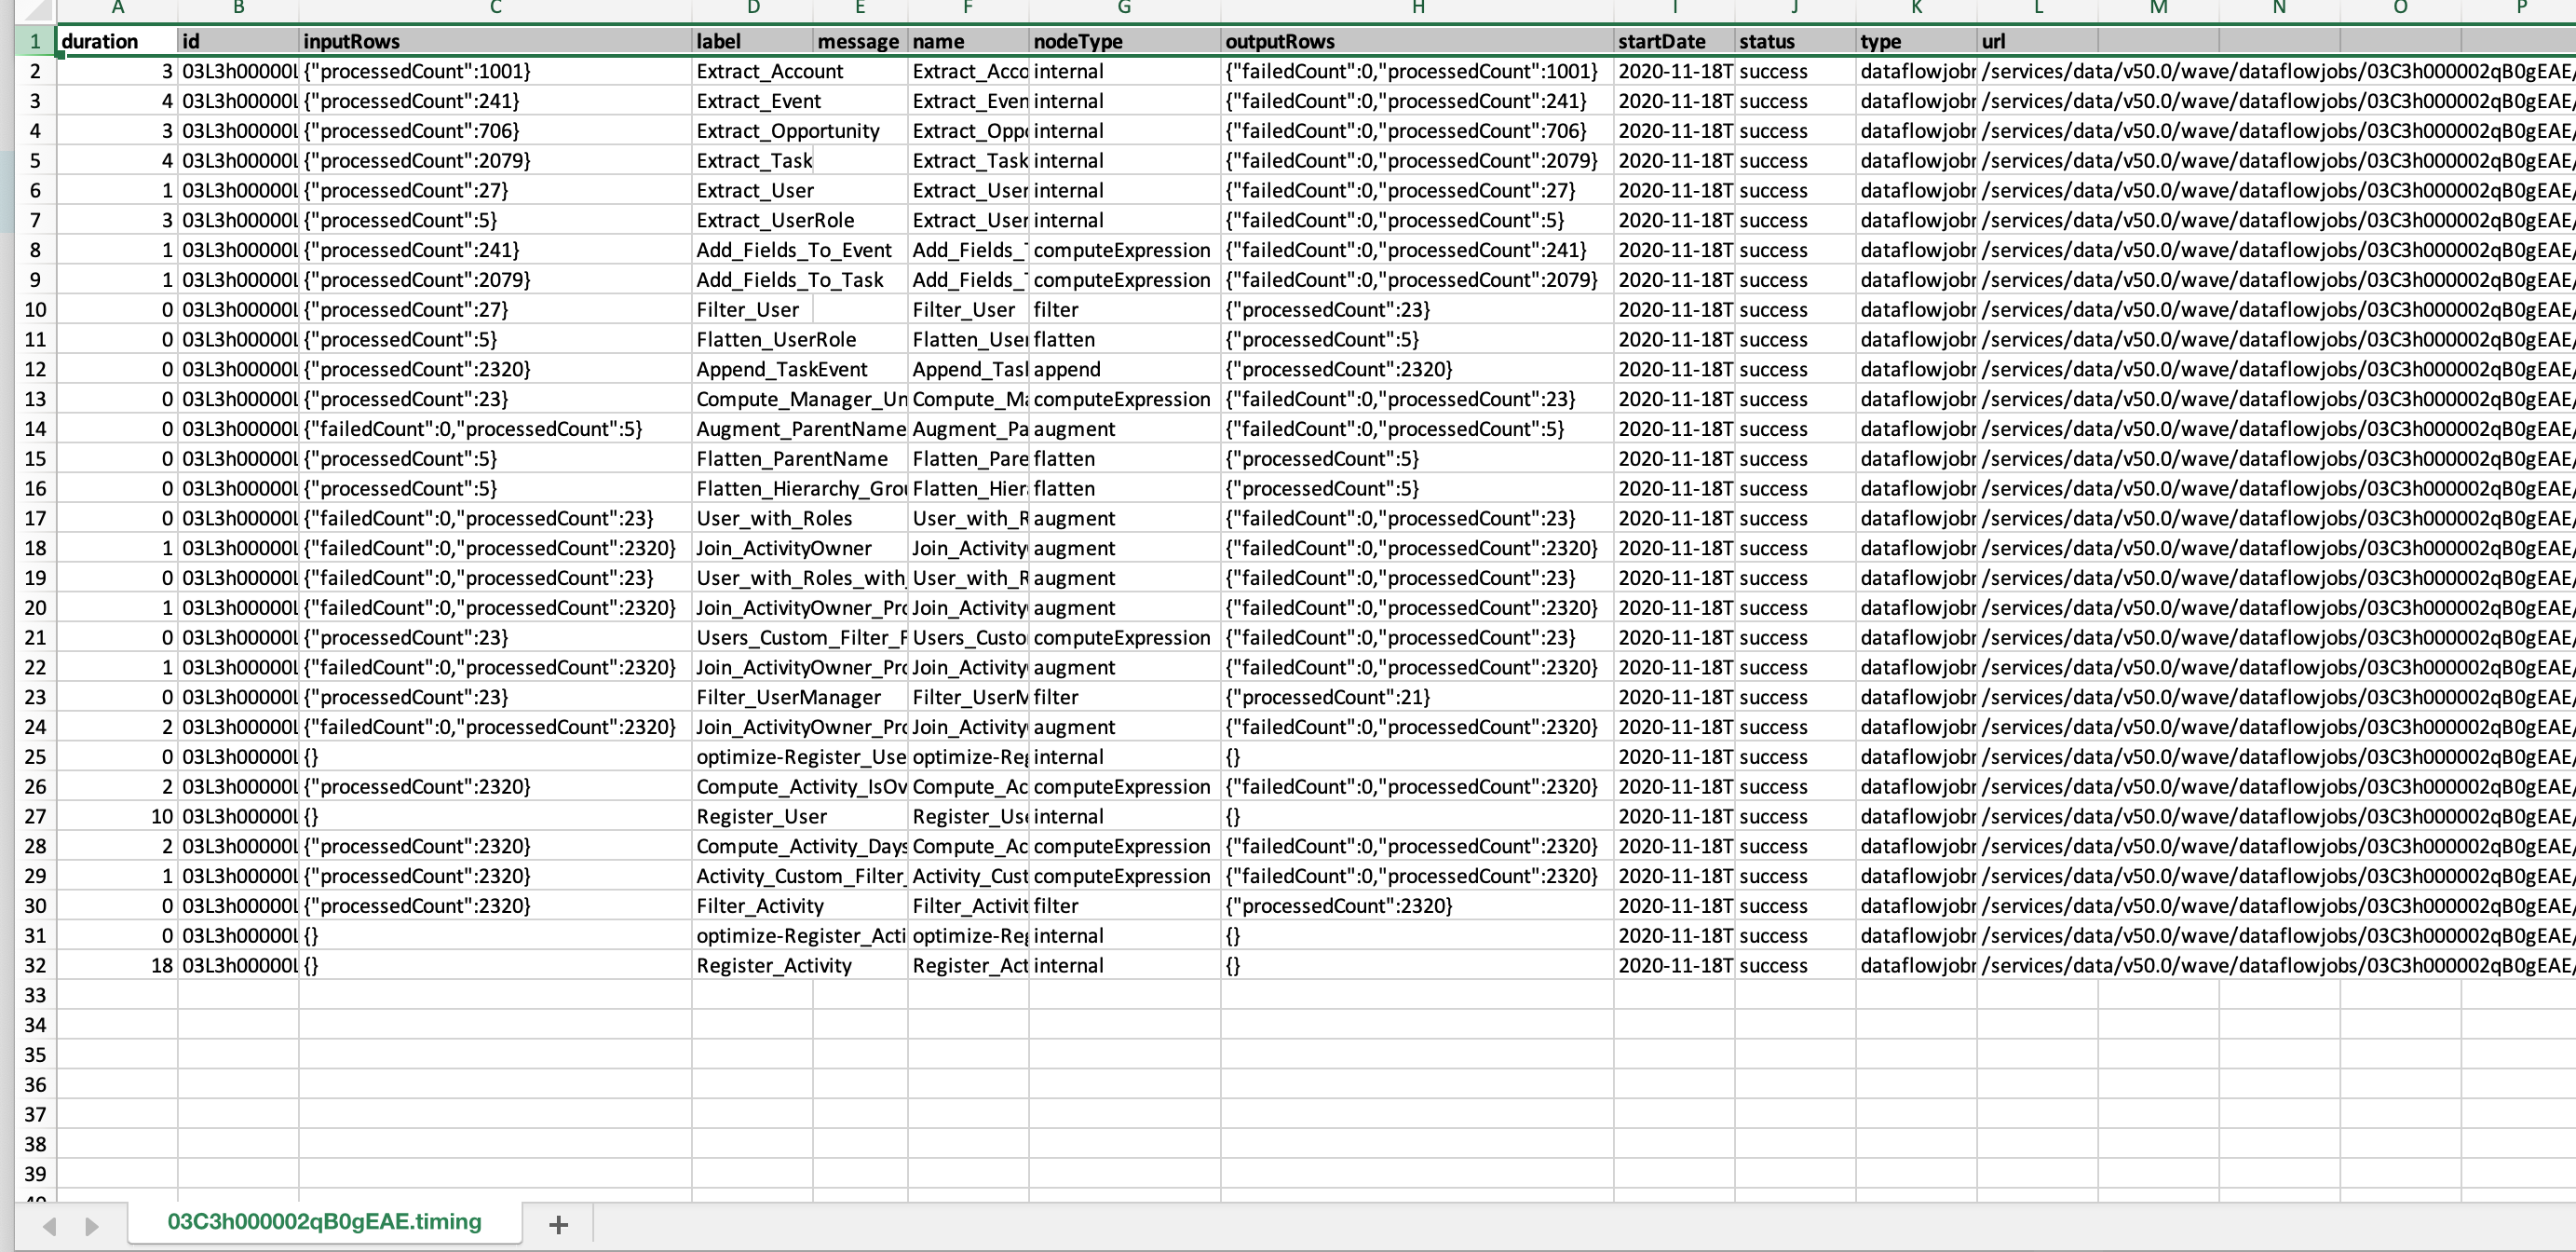 A B C D E F G H I J K L M N O P
1 duration id inputRows label message name nodeType outputRows startDate status type url
2 3 03L3h00000L {"processedCount":1001} Extract_Account Extract_Acco internal {"failedCount":0,"processedCount":1001} 2020-11-18T success dataflowjobr /services/data/v50.0/wave/dataflowjobs/03C3h000002qB0gEAE/
3 4 03L3h00000L {"processedCount":241} Extract_Event Extract_Even internal {"failedCount":0,"processedCount":241} 2020-11-18T success dataflowjobr /services/data/v50.0/wave/dataflowjobs/03C3h000002qB0gEAE/
4 3 03L3h00000L {"processedCount":706} Extract_Opportunity Extract_Oppo internal {"failedCount":0,"processedCount":706} 2020-11-18T success dataflowjobr /services/data/v50.0/wave/dataflowjobs/03C3h000002qB0gEAE/
5 4 03L3h00000L {"processedCount":2079} Extract_Task Extract_Task internal {"failedCount":0,"processedCount":2079} 2020-11-18T success dataflowjobr /services/data/v50.0/wave/dataflowjobs/03C3h000002qB0gEAE/
6 1 03L3h00000L {"processedCount":27} Extract_User Extract_User internal {"failedCount":0,"processedCount":27} 2020-11-18T success dataflowjobr /services/data/v50.0/wave/dataflowjobs/03C3h000002qB0gEAE/
7 3 03L3h00000L {"processedCount":5} Extract_UserRole Extract_User internal {"failedCount":0,"processedCount":5} 2020-11-18T success dataflowjobr /services/data/v50.0/wave/dataflowjobs/03C3h000002qB0gEAE/
8 1 03L3h00000L {"processedCount":241} Add_Fields_To_Event Add_Fields_T computeExpression {"failedCount":0,"processedCount":241} 2020-11-18T success dataflowjobr /services/data/v50.0/wave/dataflowjobs/03C3h000002qB0gEAE/
9 1 03L3h00000L {"processedCount":2079} Add_Fields_To_Task Add_Fields_T computeExpression {"failedCount":0,"processedCount":2079} 2020-11-18T success dataflowjobr /services/data/v50.0/wave/dataflowjobs/03C3h000002qB0gEAE/
10 0 03L3h00000L {"processedCount":27} Filter_User Filter_User filter {"processedCount":23} 2020-11-18T success dataflowjobr /services/data/v50.0/wave/dataflowjobs/03C3h000002qB0gEAE/
11 0 03L3h00000L {"processedCount":5} Flatten_UserRole Flatten_User flatten {"processedCount":5} 2020-11-18T success dataflowjobr /services/data/v50.0/wave/dataflowjobs/03C3h000002qB0gEAE/
12 0 03L3h00000L {"processedCount":2320} Append_TaskEvent Append_Tas append {"processedCount":2320} 2020-11-18T success dataflowjobr /services/data/v50.0/wave/dataflowjobs/03C3h000002qB0gEAE/
13 0 03L3h00000L {"processedCount":23} Compute_Manager_Un Compute_Ma computeExpression {"failedCount":0,"processedCount":23} 2020-11-18T success dataflowjobr /services/data/v50.0/wave/dataflowjobs/03C3h000002qB0gEAE/
14 0 03L3h00000L {"failedCount":0,"processedCount":5} Augment_ParentName Augment_Pa augment {"failedCount":0,"processedCount":5} 2020-11-18T success dataflowjobr /services/data/v50.0/wave/dataflowjobs/03C3h000002qB0gEAE/
15 0 03L3h00000L {"processedCount":5} Flatten_ParentName Flatten_Pare flatten {"processedCount":5} 2020-11-18T success dataflowjobr /services/data/v50.0/wave/dataflowjobs/03C3h000002qB0gEAE/
16 0 03L3h00000L {"processedCount":5} Flatten_Hierarchy_Grou Flatten_Hier flatten {"processedCount":5} 2020-11-18T success dataflowjobr /services/data/v50.0/wave/dataflowjobs/03C3h000002qB0gEAE/
17 0 03L3h00000L {"failedCount":0,"processedCount":23} User_with_Roles User_with_R augment {"failedCount":0,"processedCount":23} 2020-11-18T success dataflowjobr /services/data/v50.0/wave/dataflowjobs/03C3h000002qB0gEAE/
18 1 03L3h00000L {"failedCount":0,"processedCount":2320} Join_ActivityOwner Join_Activity augment {"failedCount":0,"processedCount":2320} 2020-11-18T success dataflowjobr /services/data/v50.0/wave/dataflowjobs/03C3h000002qB0gEAE/
19 0 03L3h00000L {"failedCount":0,"processedCount":23} User_with_Roles_with_ User_with_R augment {"failedCount":0,"processedCount":23} 2020-11-18T success dataflowjobr /services/data/v50.0/wave/dataflowjobs/03C3h000002qB0gEAE/
20 1 03L3h00000L {"failedCount":0,"processedCount":2320} Join_ActivityOwner_Pro Join_Activity augment {"failedCount":0,"processedCount":2320} 2020-11-18T success dataflowjobr /services/data/v50.0/wave/dataflowjobs/03C3h000002qB0gEAE/
21 0 03L3h00000L {"processedCount":23} Users_Custom_Filter_F Users_Custo computeExpression {"failedCount":0,"processedCount":23} 2020-11-18T success dataflowjobr /services/data/v50.0/wave/dataflowjobs/03C3h000002qB0gEAE/
22 1 03L3h00000L {"failedCount":0,"processedCount":2320} Join_ActivityOwner_Pro Join_Activity augment {"failedCount":0,"processedCount":2320} 2020-11-18T success dataflowjobr /services/data/v50.0/wave/dataflowjobs/03C3h000002qB0gEAE/
23 0 03L3h00000L {"processedCount":23} Filter_UserManager Filter_UserM filter {"processedCount":21} 2020-11-18T success dataflowjobr /services/data/v50.0/wave/dataflowjobs/03C3h000002qB0gEAE/
24 2 03L3h00000L {"failedCount":0,"processedCount":2320} Join_ActivityOwner_Pro Join_Activity augment {"failedCount":0,"processedCount":2320} 2020-11-18T success dataflowjobr /services/data/v50.0/wave/dataflowjobs/03C3h000002qB0gEAE/
25 0 03L3h00000L {} optimize-Register_Use optimize-Reg internal {} 2020-11-18T success dataflowjobr /services/data/v50.0/wave/dataflowjobs/03C3h000002qB0gEAE/
26 2 03L3h00000L {"processedCount":2320} Compute_Activity_IsOv Compute_Ac computeExpression {"failedCount":0,"processedCount":2320} 2020-11-18T success dataflowjobr /services/data/v50.0/wave/dataflowjobs/03C3h000002qB0gEAE/
27 10 03L3h00000L {} Register_User Register_Use internal {} 2020-11-18T success dataflowjobr /services/data/v50.0/wave/dataflowjobs/03C3h000002qB0gEAE/
28 2 03L3h00000L {"processedCount":2320} Compute_Activity_Days Compute_Ac computeExpression {"failedCount":0,"processedCount":2320} 2020-11-18T success dataflowjobr /services/data/v50.0/wave/dataflowjobs/03C3h000002qB0gEAE/
29 1 03L3h00000L {"processedCount":2320} Activity_Custom_Filter_ Activity_Cust computeExpression {"failedCount":0,"processedCount":2320} 2020-11-18T success dataflowjobr /services/data/v50.0/wave/dataflowjobs/03C3h000002qB0gEAE/
30 0 03L3h00000L {"processedCount":2320} Filter_Activity Filter_Activit filter {"processedCount":2320} 2020-11-18T success dataflowjobr /services/data/v50.0/wave/dataflowjobs/03C3h000002qB0gEAE/
31 0 03L3h00000L {} optimize-Register_Acti optimize-Reg internal {} 2020-11-18T success dataflowjobr /services/data/v50.0/wave/dataflowjobs/03C3h000002qB0gEAE/
32 18 03L3h00000L {} Register_Activity Register_Act internal {} 2020-11-18T success dataflowjobr /services/data/v50.0/wave/dataflowjobs/03C3h000002qB0gEAE/
33
34
35
36
37
38
39
40
03C3h000002qB0gEAE.timing +